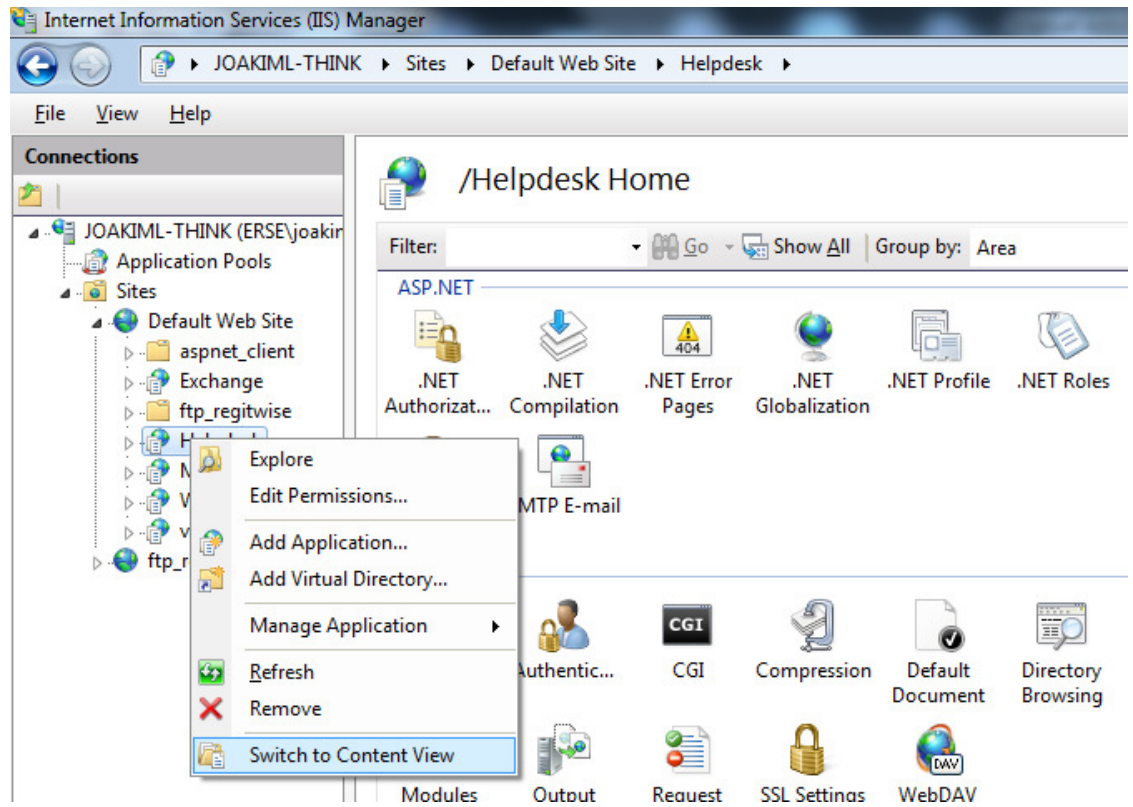 Internet Information Services (IIS) Manager
JOAKIML-THINK ▸ Sites ▸ Default Web Site ▸ Helpdesk ▸
File View Help
Connections
JOAKIML-THINK (ERSE\joakin
Application Pools
Sites
Default Web Site
aspnet_client
Exchange
ftp_regitwise
ftp_r
Explore
Edit Permissions...
Add Application...
Add Virtual Directory...
Manage Application
Refresh
Remove
Switch to Content View
/Helpdesk Home
Filter: Go Show All Group by: Area
ASP.NET
.NET Authorizat...
.NET Compilation
404
.NET Error Pages
.NET Globalization
.NET Profile
.NET Roles
MTP E-mail
Authentic...
CGI
CGI
Compression
Default Document
Directory Browsing
Modules
Output
Request
SSL Settings
DAV
WebDAV